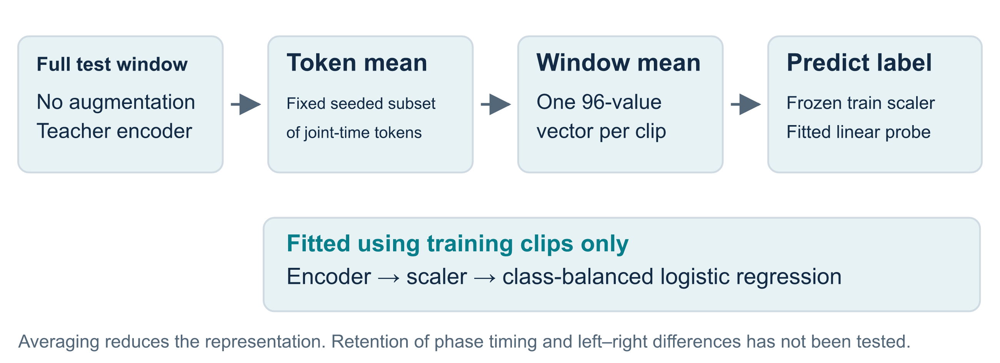 Full test window
No augmentation
Teacher encoder
Token mean
Fixed seeded subset
of joint-time tokens
Window mean
One 96-value
vector per clip
Predict label
Frozen train scaler
Fitted linear probe
Fitted using training clips only
Encoder → scaler → class-balanced logistic regression
Averaging reduces the representation. Retention of phase timing and left–right differences has not been tested.